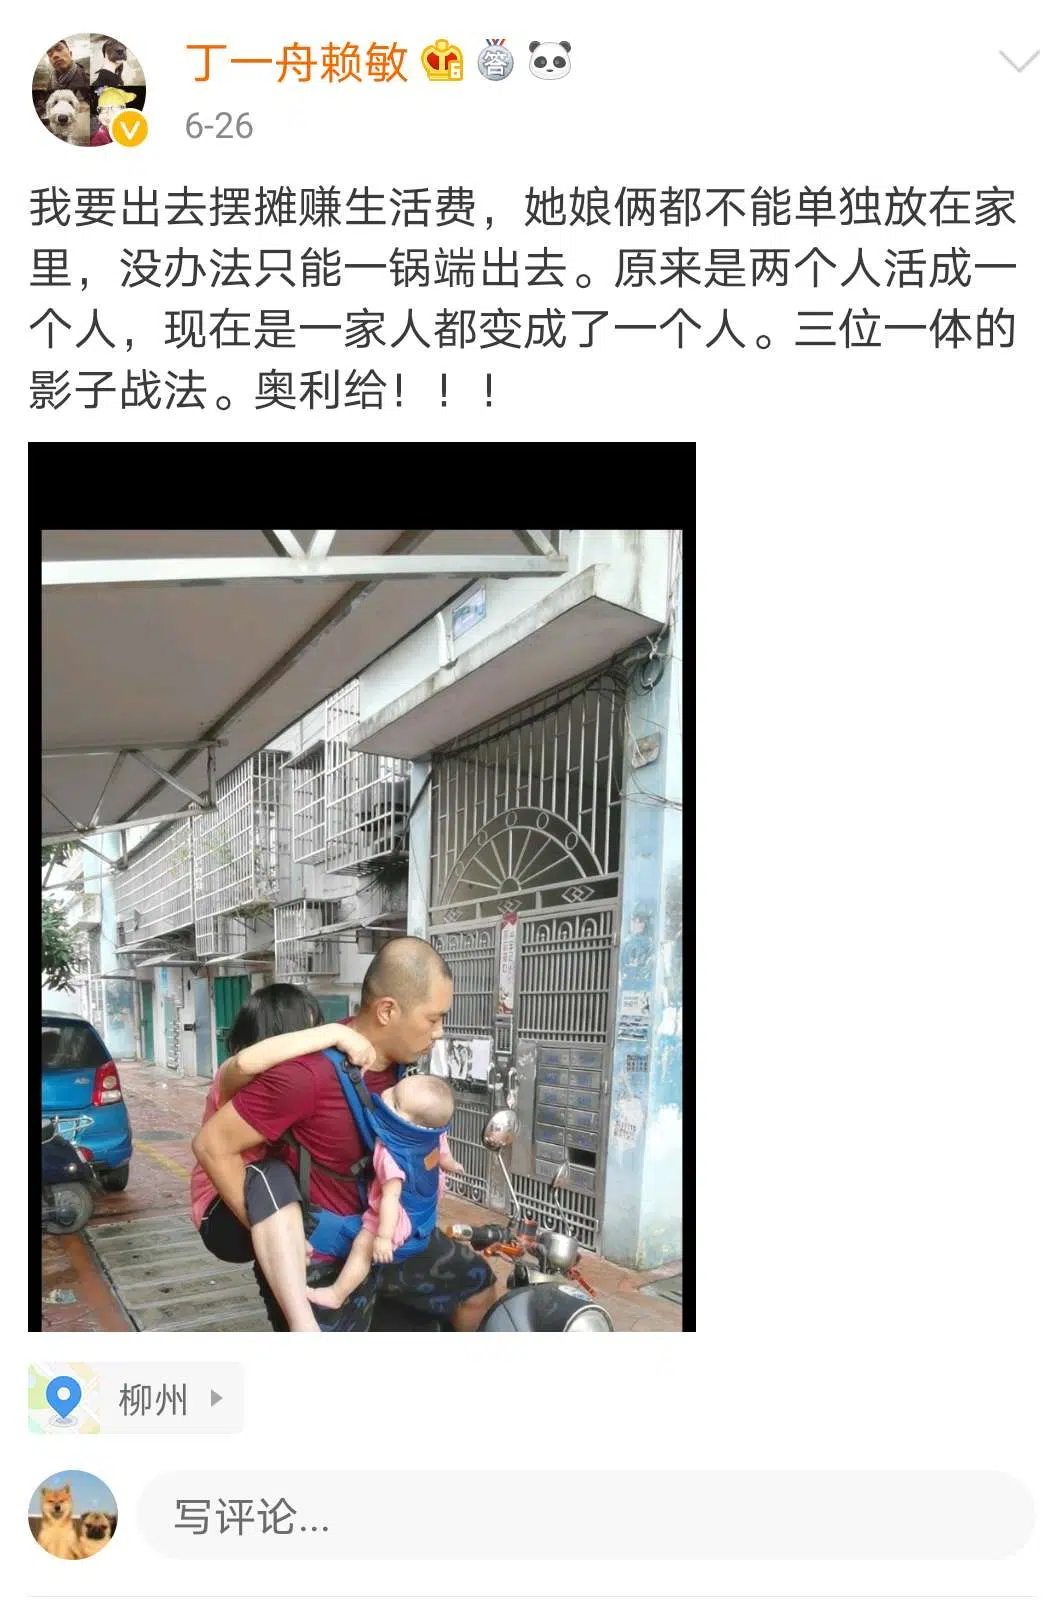 丁一舟赖敏
6-26
我要出去摆摊赚生活费，她娘俩都不能单独放在家
里，没办法只能一锅端出去。原来是两个人活成一
个人，现在是一家人都变成了一个人。三位一体的
影子战法。奥利给！！！
柳州
写评论...